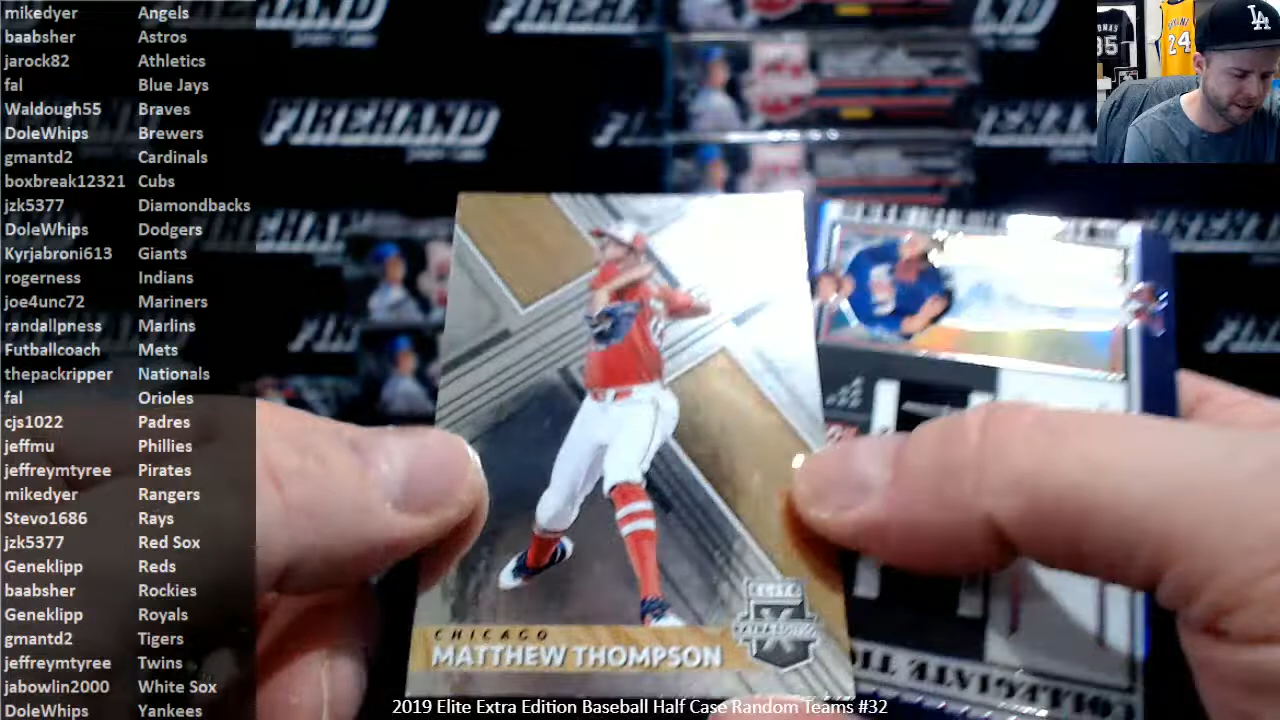 mikedyer Angels
baabsher Astros
jarock82 Athletics
fal Blue Jays
Waldough55 Braves
DoleWhips Brewers
gmantd2 Cardinals
boxbreak12321 Cubs
jzk5377 Diamondbacks
DoleWhips Dodgers
Kyrjabroni613 Giants
rogerness Indians
joe4unc72 Mariners
randallpness Marlins
Futballcoach Mets
thepackripper Nationals
fal Orioles
cjs1022 Padres
jeffmu Phillies
jeffreymtyree Pirates
mikedyer Rangers
Stevo1686 Rays
jzk5377 Red Sox
Geneklipp Reds
baabsher Rockies
Geneklipp Royals
gmantd2 Tigers
jeffreymtyree Twins
jabowlin2000 White Sox
DoleWhips Yankees
FIREHAND
LA
24
CHICAGO
MATTHEW THOMPSON
COLLEGIATE
2019 Elite Extra Edition Baseball Half Case Random Teams #32